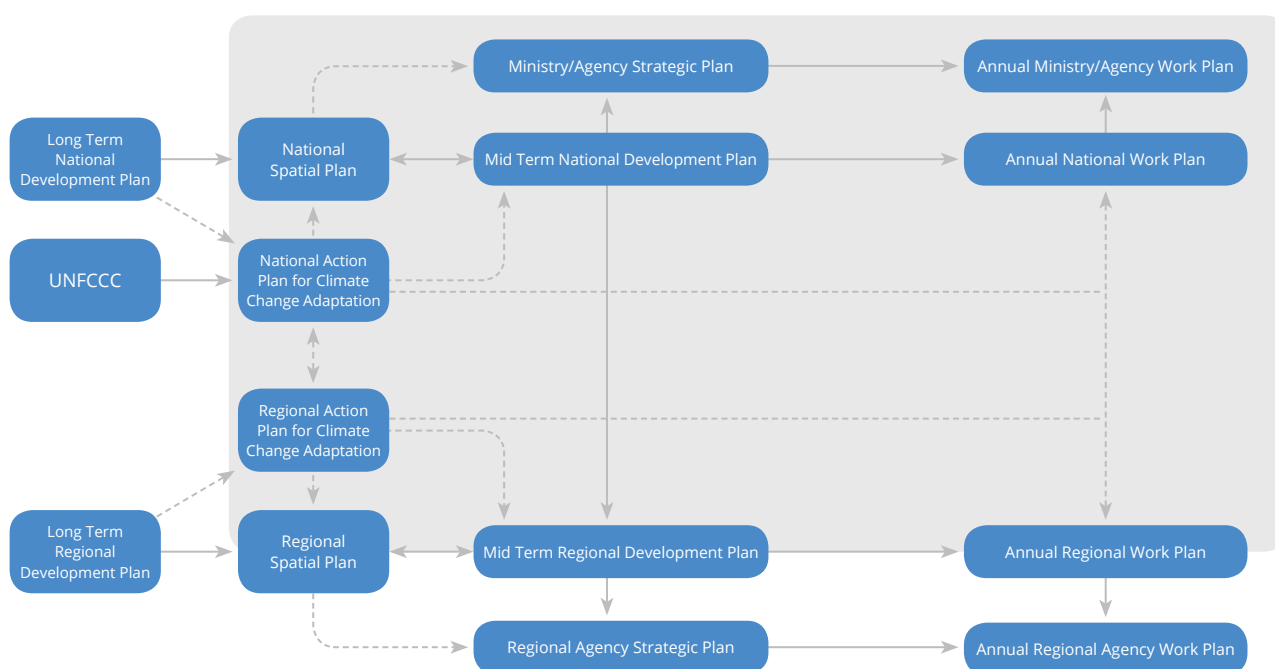 Ministry/Agency Strategic Plan
Annual Ministry/Agency Work Plan
Long Term
National
Development Plan
National
Spatial Plan
Mid Term National Development Plan
Annual National Work Plan
UNFCCC
National Action
Plan for Climate
Change Adaptation
Regional Action
Plan for Climate
Change Adaptation
Long Term
Regional
Development Plan
Regional
Spatial Plan
Mid Term Regional Development Plan
Annual Regional Work Plan
Regional Agency Strategic Plan
Annual Regional Agency Work Plan